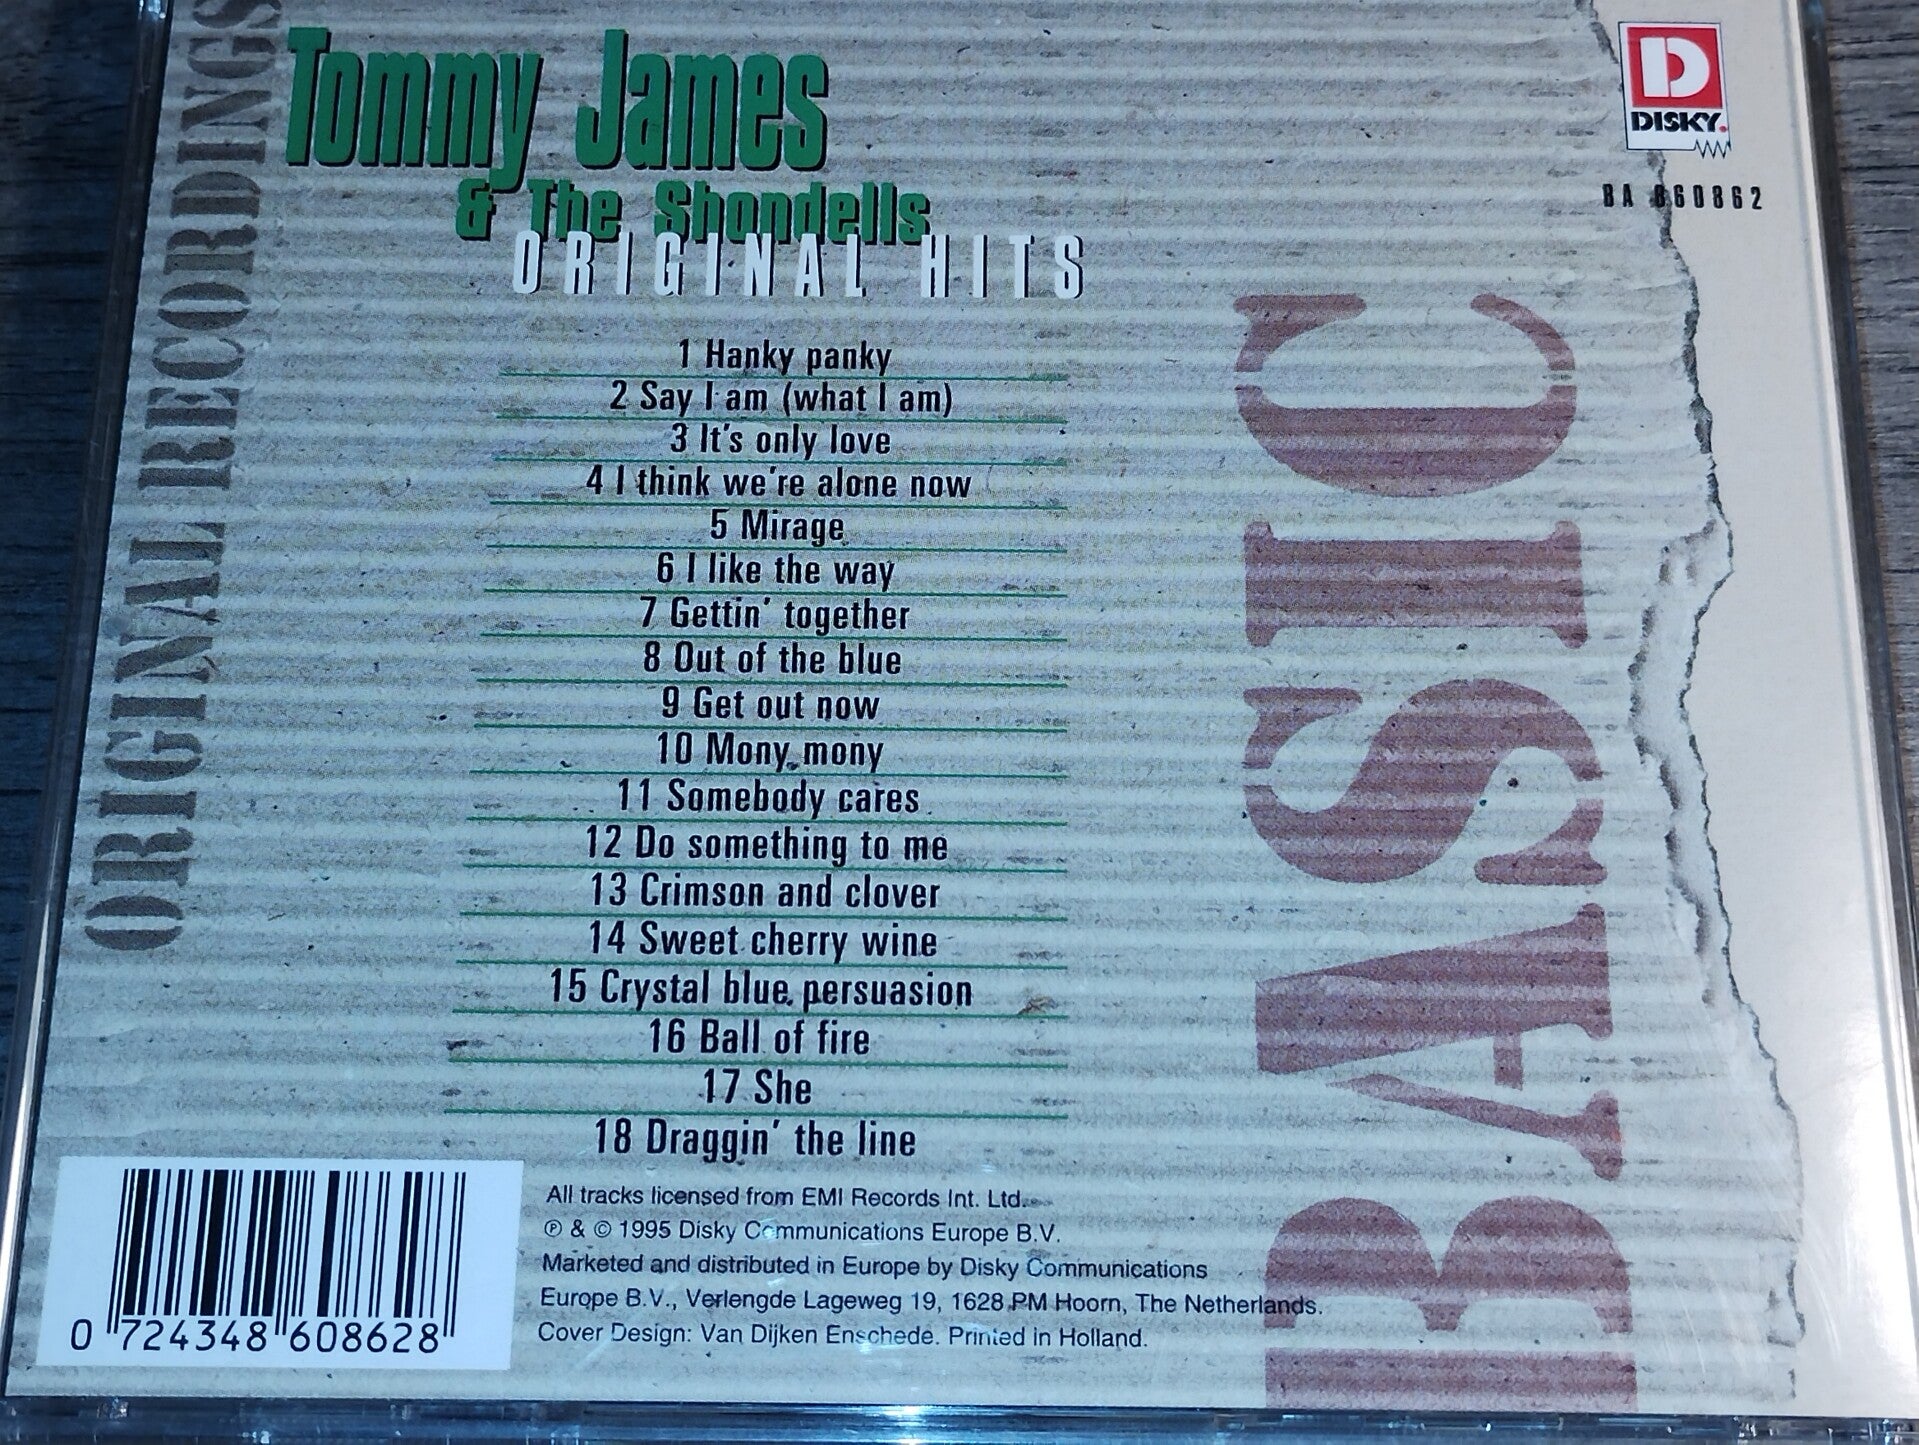 ORIGINAL RECORDINGS
Tommy James
& The Shondells
ORIGINAL HITS
D
DISKY.
BA 860862
1 Hanky panky
2 Say I am (what I am)
3 It's only love
4 I think we're alone now
5 Mirage
6 I like the way
7 Gettin' together
8 Out of the blue
9 Get out now
10 Mony mony
11 Somebody cares
12 Do something to me
13 Crimson and clover
14 Sweet cherry wine
15 Crystal blue persuasion
16 Ball of fire
17 She
18 Draggin' the line
BASIC
All tracks licensed from EMI Records Int. Ltd.
℗ & © 1995 Disky Communications Europe B.V.
Marketed and distributed in Europe by Disky Communications
Europe B.V., Verlengde Lageweg 19, 1628 PM Hoorn, The Netherlands.
Cover Design: Van Dijken Enschede. Printed in Holland.
0 724348 608628